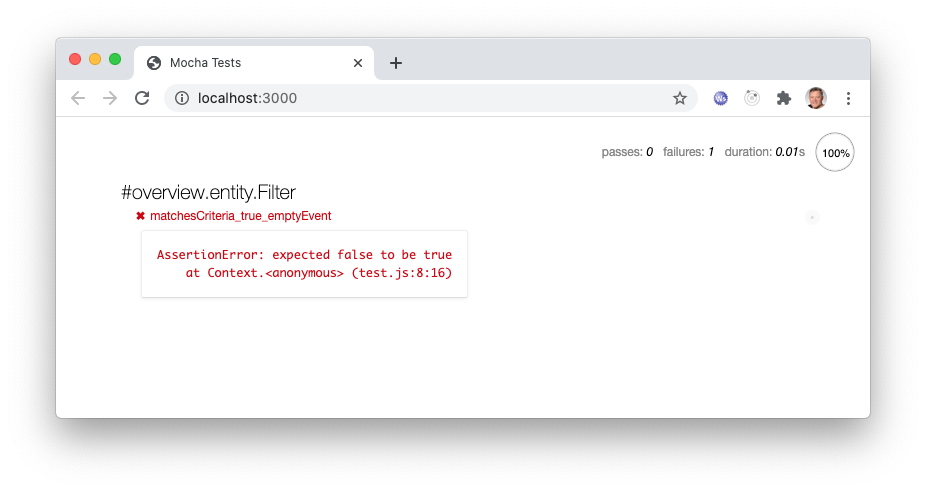 Mocha Tests
localhost:3000
passes: 0 failures: 1 duration: 0.01s 100%
#overview.entity.Filter
✖ matchesCriteria_true_emptyEvent
AssertionError: expected false to be true
at Context.<anonymous> (test.js:8:16)